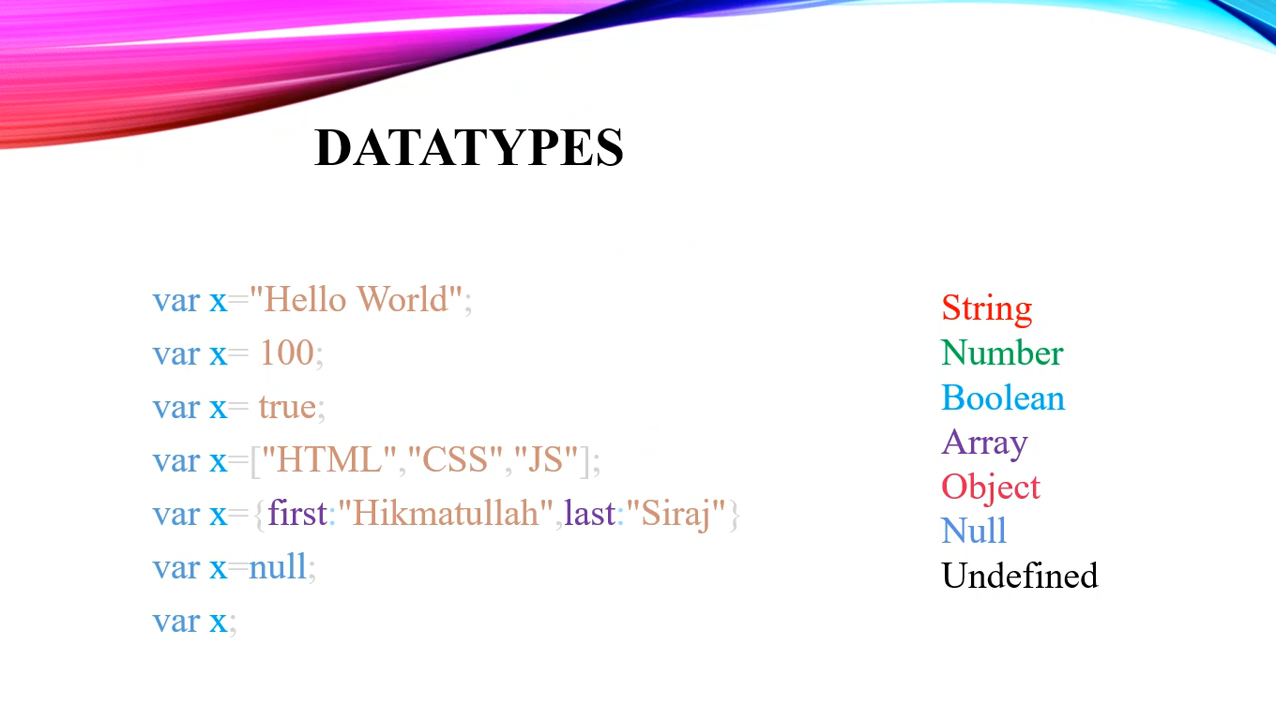 DATATYPES
var x="Hello World";
var x= 100;
var x= true;
var x=["HTML","CSS","JS"];
var x={first:"Hikmatullah",last:"Siraj"}
var x=null;
var x;
String
Number
Boolean
Array
Object
Null
Undefined